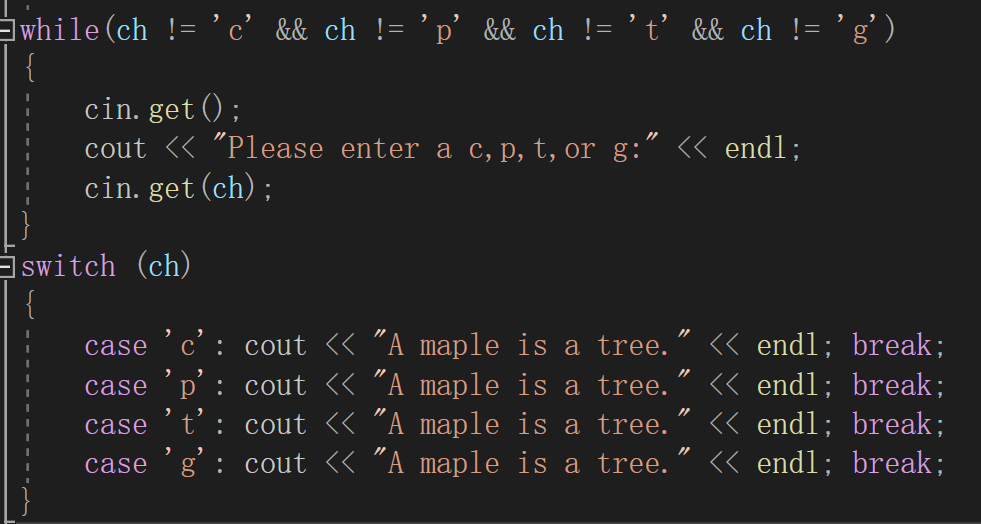 while(ch != 'c' && ch != 'p' && ch != 't' && ch != 'g')
{
    cin.get();
    cout << "Please enter a c,p,t,or g:" << endl;
    cin.get(ch);
}
switch (ch)
{
    case 'c': cout << "A maple is a tree." << endl; break;
    case 'p': cout << "A maple is a tree." << endl; break;
    case 't': cout << "A maple is a tree." << endl; break;
    case 'g': cout << "A maple is a tree." << endl; break;
}